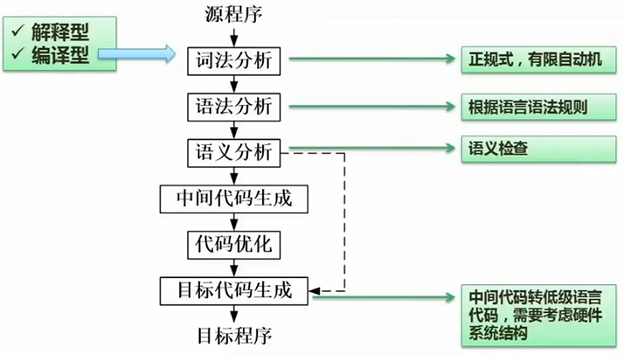 源程序
✓ 解释型
✓ 编译型
词法分析
正规式，有限自动机
语法分析
根据语言语法规则
语义分析
语义检查
中间代码生成
代码优化
目标代码生成
中间代码转低级语言
代码，需要考虑硬件
系统结构
目标程序